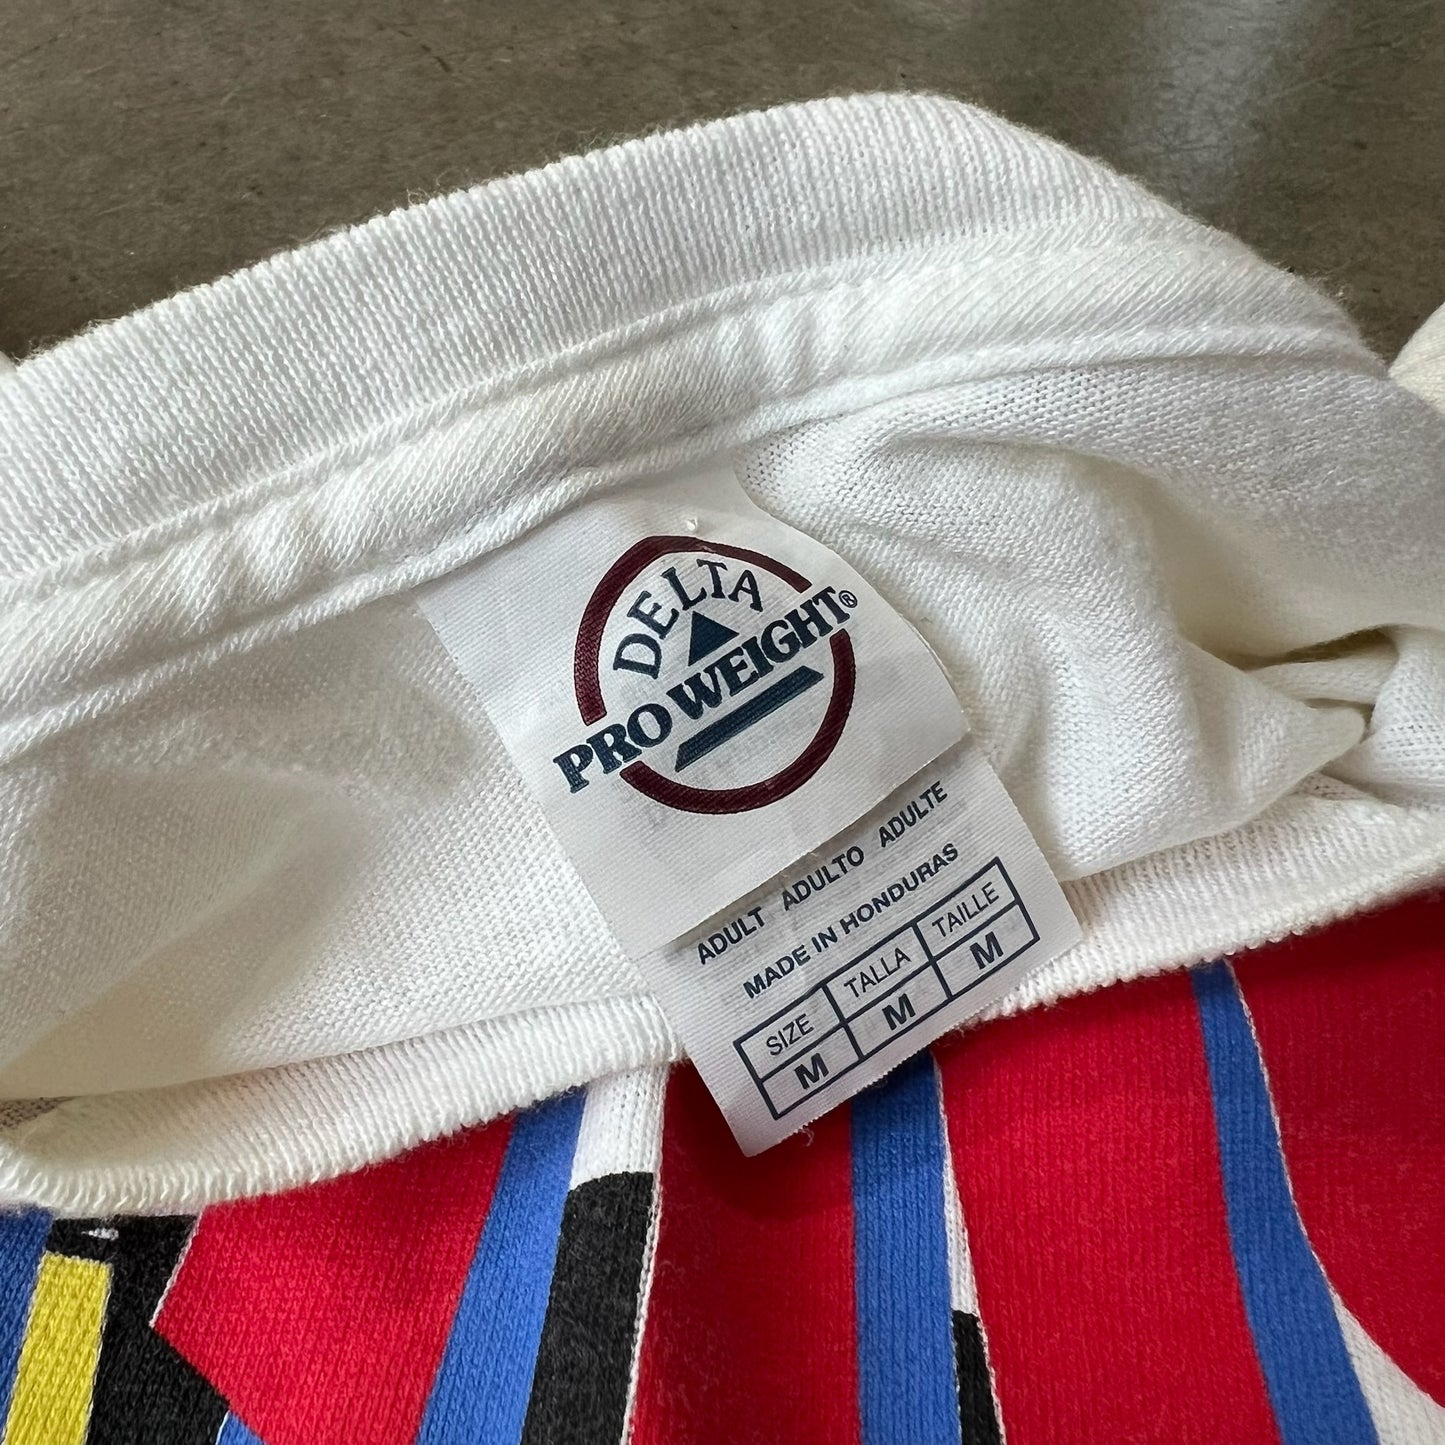 DELTA
PRO WEIGHT®
ADULT ADULTO ADULTE
MADE IN HONDURAS
SIZE TALLA TAILLE
M M M